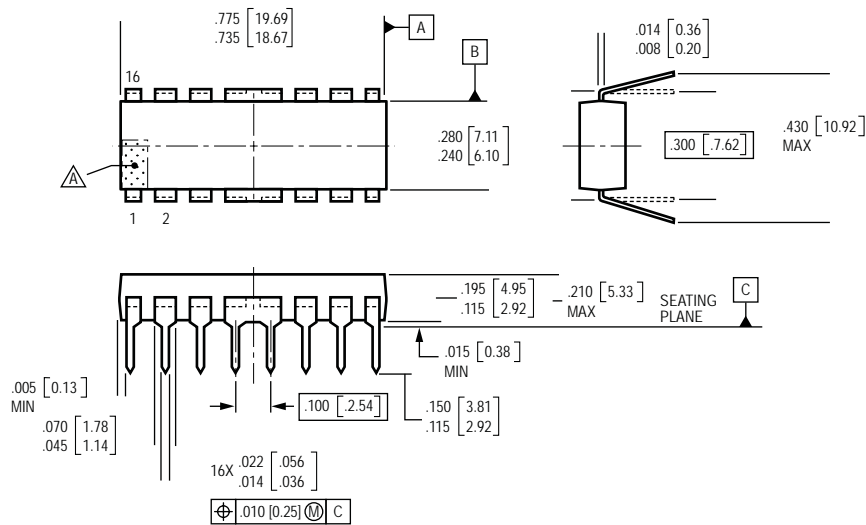 .775 [19.69]
.735 [18.67]
A
B
16
.280 [7.11]
.240 [6.10]
A
1 2
.014 [0.36]
.008 [0.20]
.300 [.7.62]
.430 [10.92]
MAX
.195 [4.95]
.115 [2.92]
.210 [5.33]
MAX
SEATING
PLANE
C
.015 [0.38]
MIN
.005 [0.13]
MIN
.070 [1.78]
.045 [1.14]
.100 [.2.54]
.150 [3.81]
.115 [2.92]
16X .022 [.056]
.014 [.036]
⌖ .010 [0.25] Ⓜ C